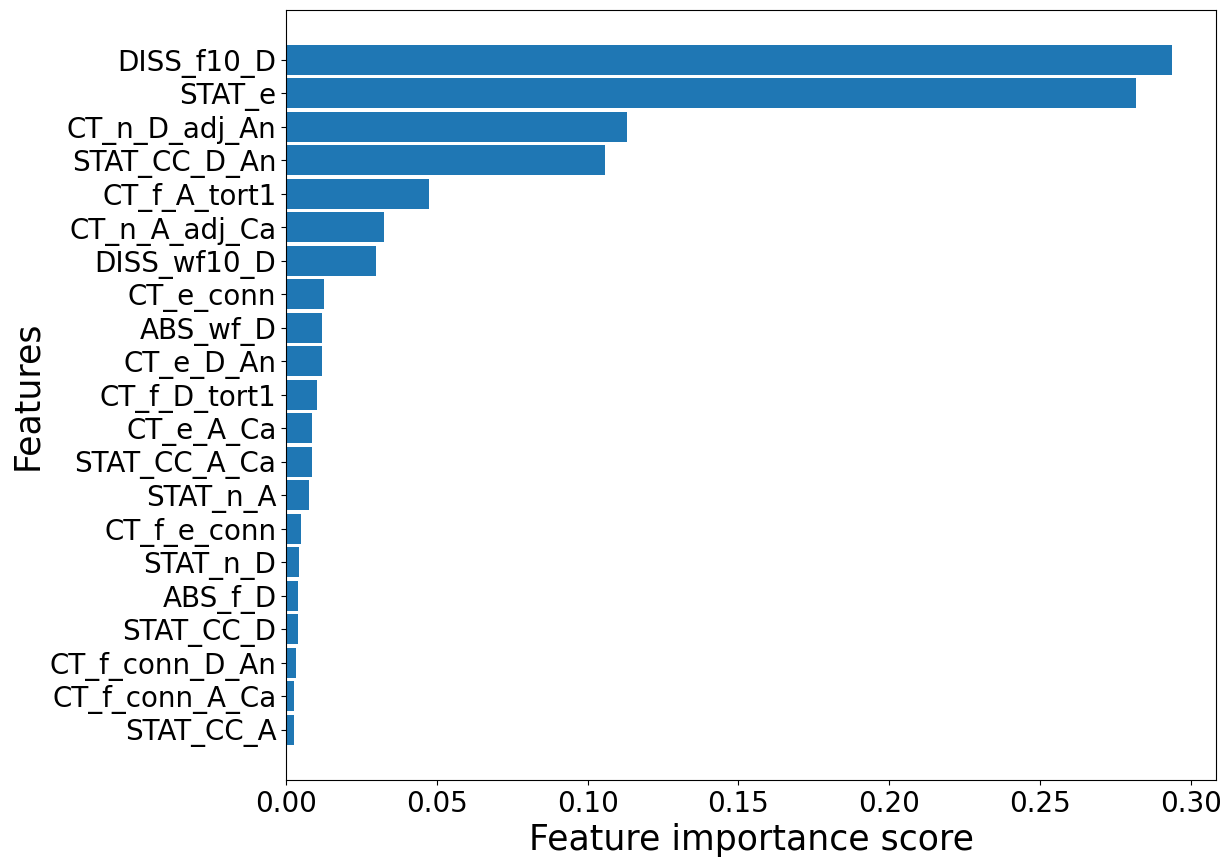 DISS_f10_D
STAT_e
CT_n_D_adj_An
STAT_CC_D_An
CT_f_A_tort1
CT_n_A_adj_Ca
DISS_wf10_D
CT_e_conn
ABS_wf_D
CT_e_D_An
CT_f_D_tort1
CT_e_A_Ca
STAT_CC_A_Ca
STAT_n_A
CT_f_e_conn
STAT_n_D
ABS_f_D
STAT_CC_D
CT_f_conn_D_An
CT_f_conn_A_Ca
STAT_CC_A
Features
0.00 0.05 0.10 0.15 0.20 0.25 0.30
Feature importance score